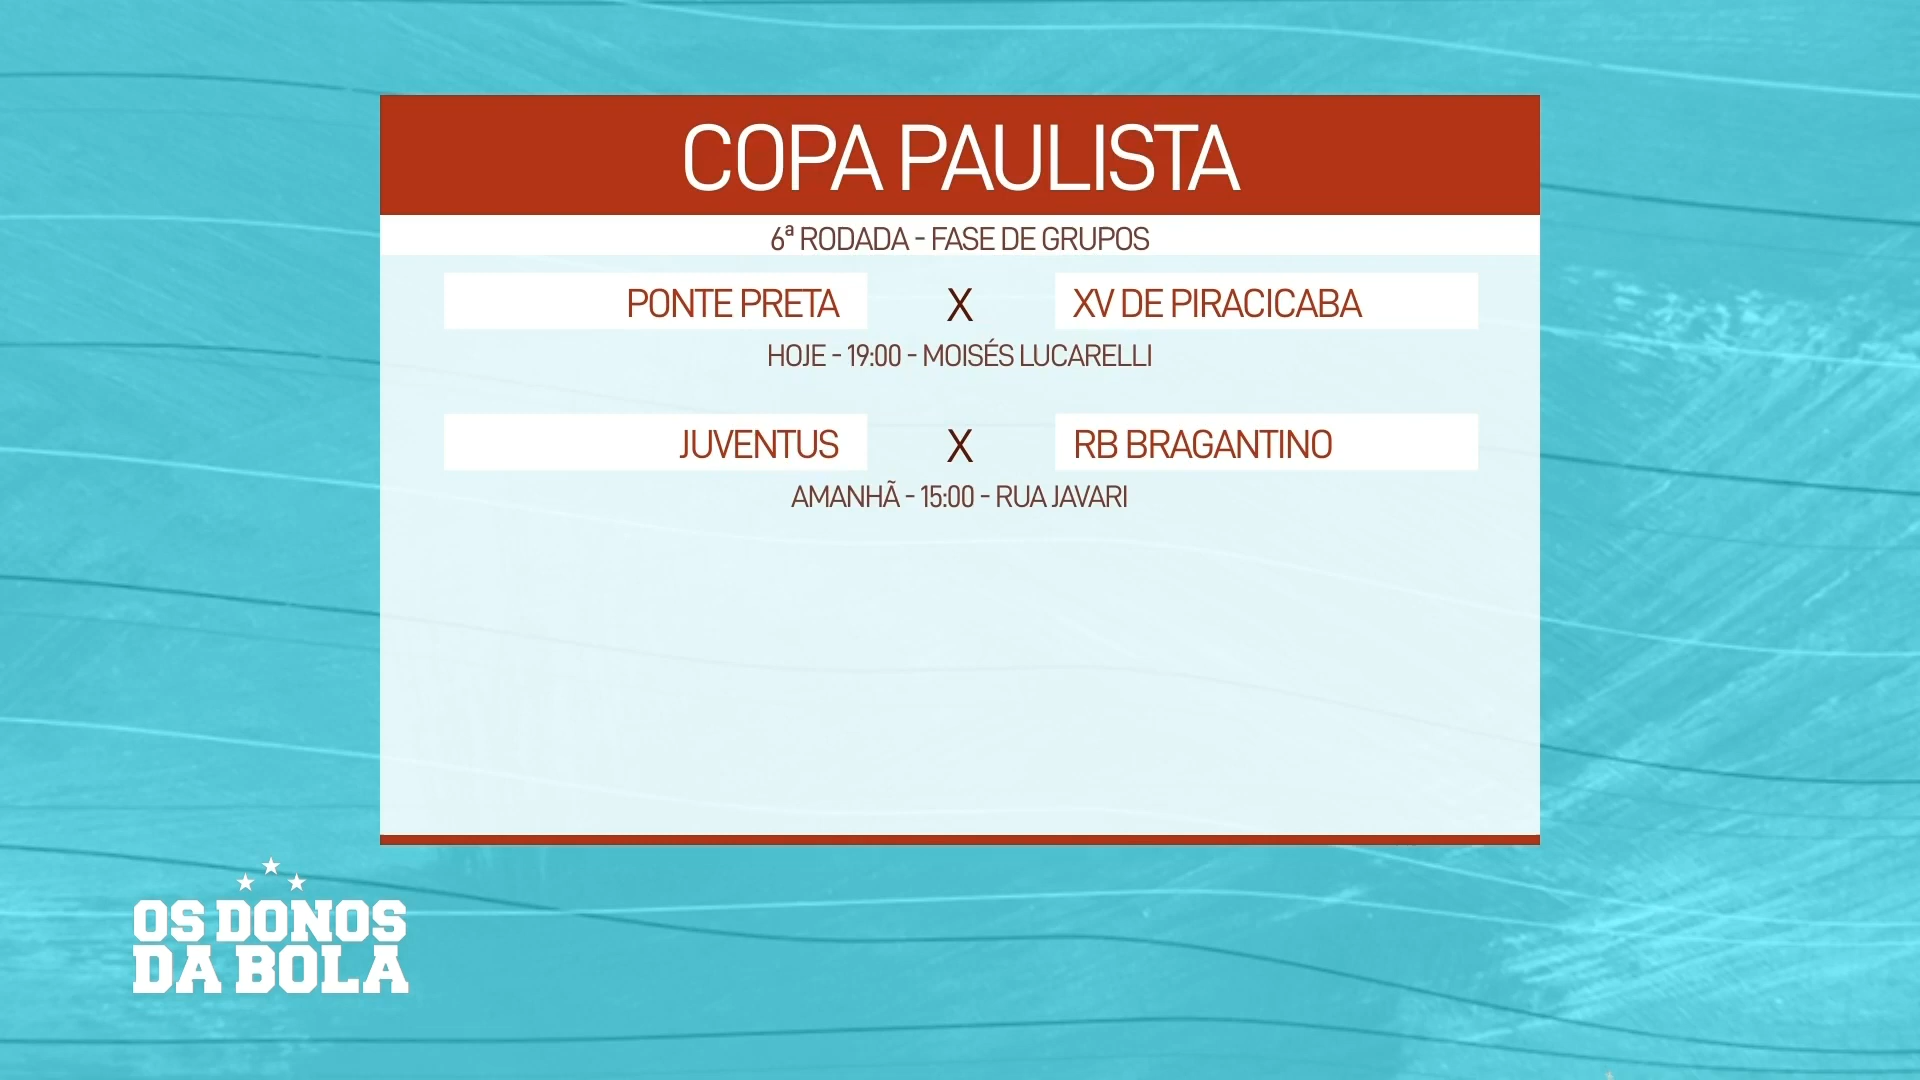 COPA PAULISTA
6ª RODADA - FASE DE GRUPOS
PONTE PRETA X XV DE PIRACICABA
HOJE - 19:00 - MOISÉS LUCARELLI
JUVENTUS X RB BRAGANTINO
AMANHÃ - 15:00 - RUA JAVARI
OS DONOS
DA BOLA